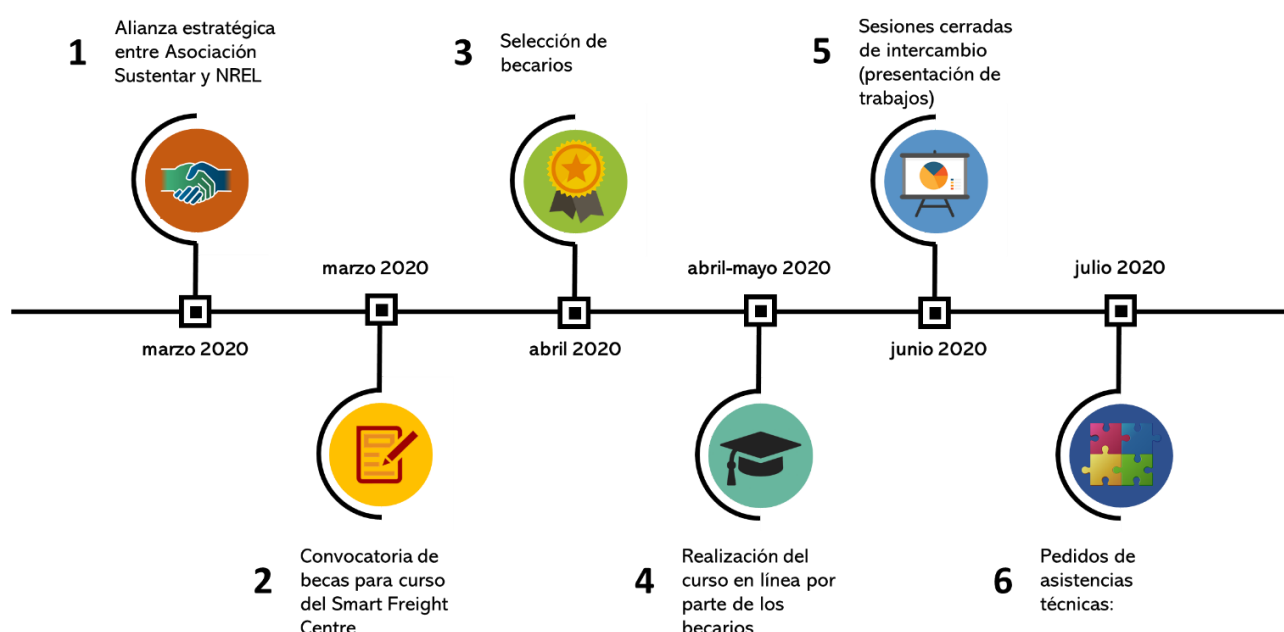 1
Alianza estratégica
entre Asociación
Sustentar y NREL
marzo 2020
2
Convocatoria de
becas para curso
del Smart Freight
Centre
marzo 2020
3
Selección de
becarios
abril 2020
4
Realización del
curso en línea por
parte de los
becarios
abril-mayo 2020
5
Sesiones cerradas
de intercambio
(presentación de
trabajos)
junio 2020
6
Pedidos de
asistencias
técnicas:
julio 2020